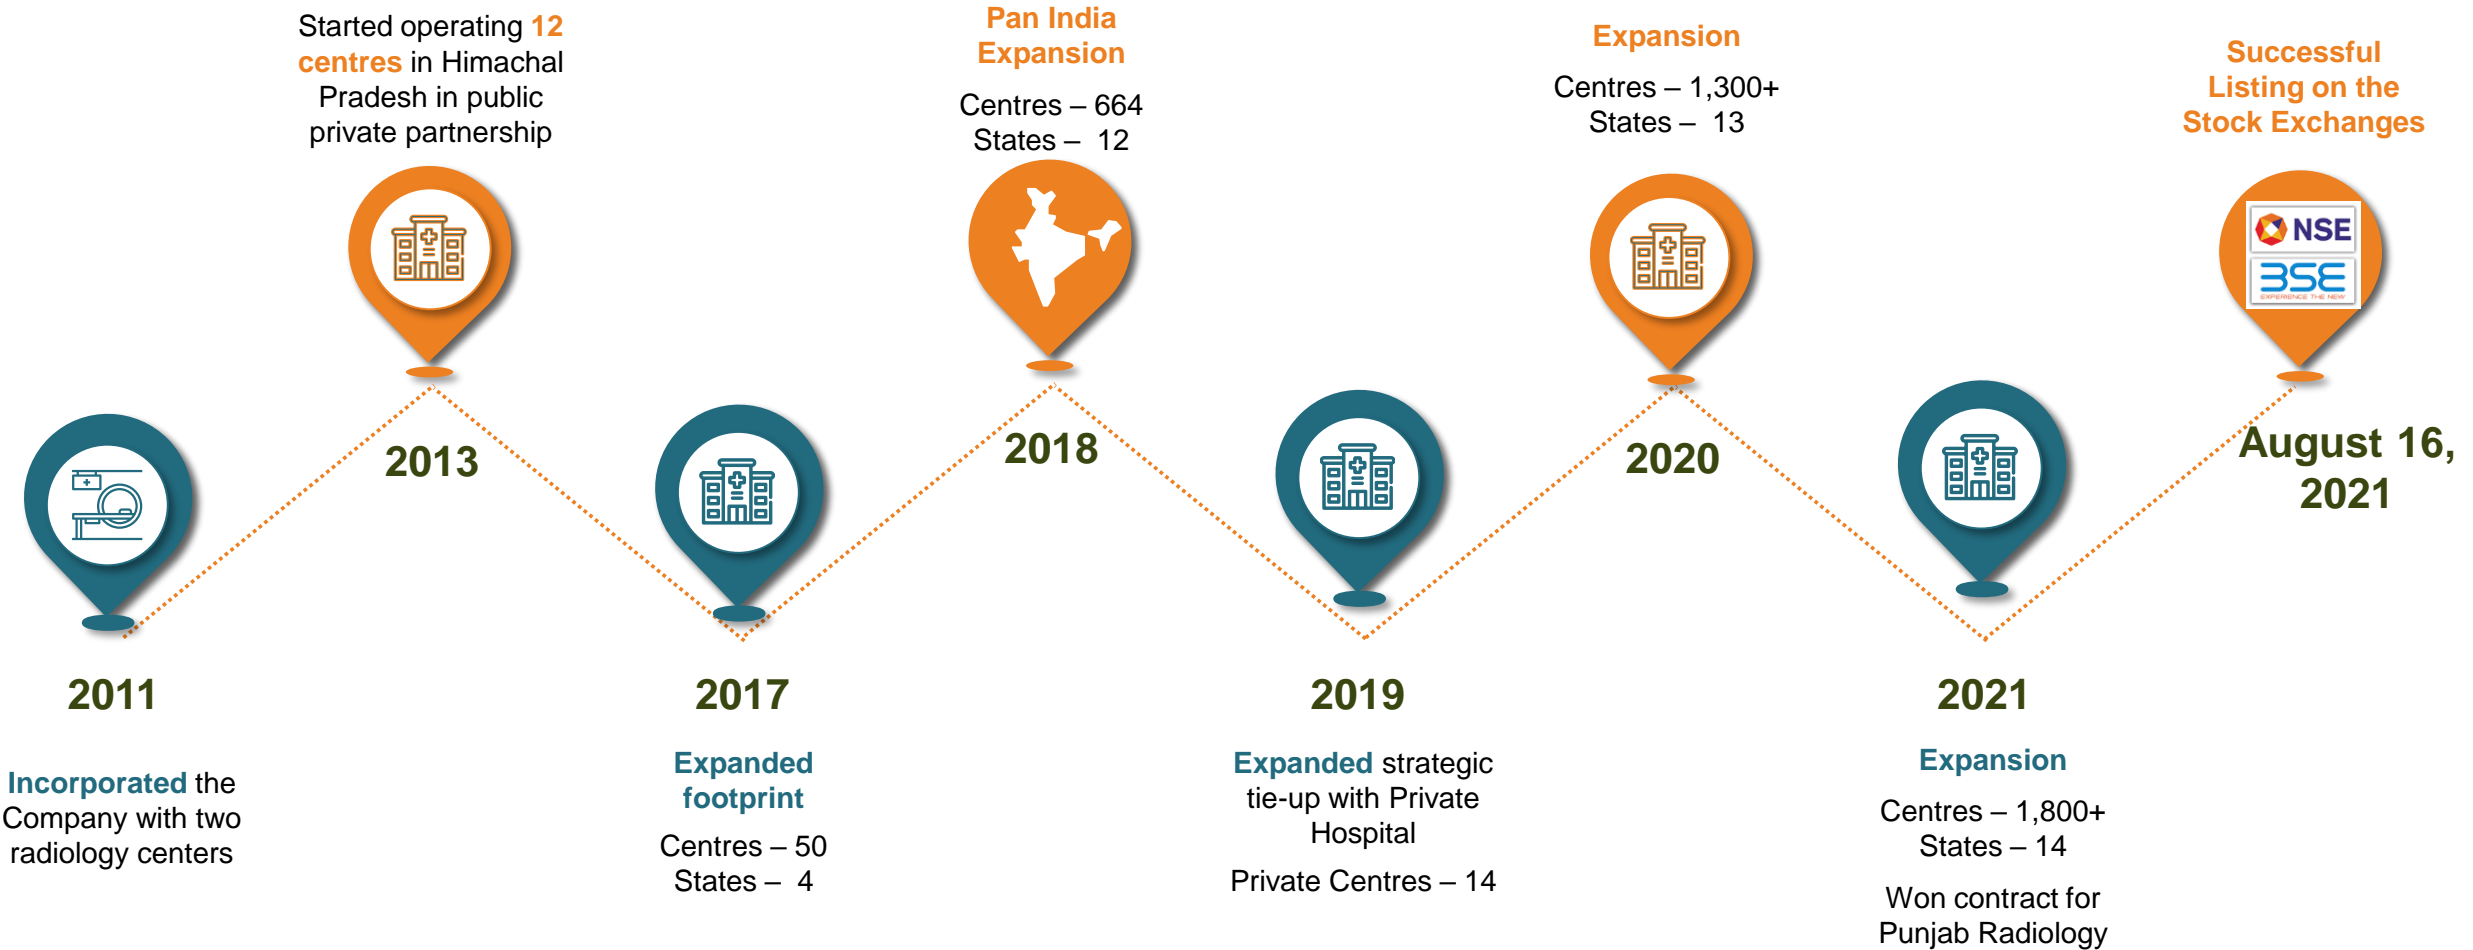 Started operating 12
centres in Himachal
Pradesh in public
private partnership
2013
Pan India
Expansion
Centres – 664
States – 12
2018
Expansion
Centres – 1,300+
States – 13
2020
Successful
Listing on the
Stock Exchanges
NSE
BSE
EXPERIENCE THE NEW
August 16,
2021
2011
Incorporated the
Company with two
radiology centers
2017
Expanded
footprint
Centres – 50
States – 4
2019
Expanded strategic
tie-up with Private
Hospital
Private Centres – 14
2021
Expansion
Centres – 1,800+
States – 14
Won contract for
Punjab Radiology